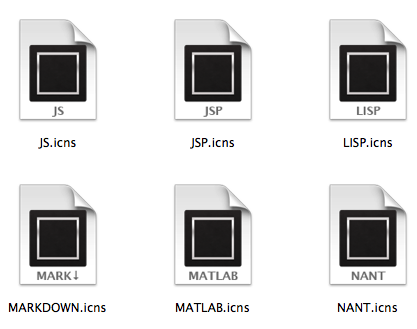 JS
JSP
LISP
JS.icns
JSP.icns
LISP.icns
MARK↓
MATLAB
NANT
MARKDOWN.icns
MATLAB.icns
NANT.icns